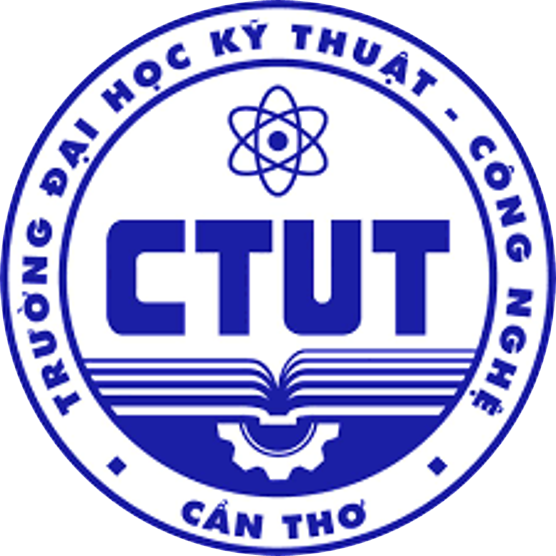 TRƯỜNG ĐẠI HỌC KỸ THUẬT - CÔNG NGHỆ
CTUT
CẦN THƠ